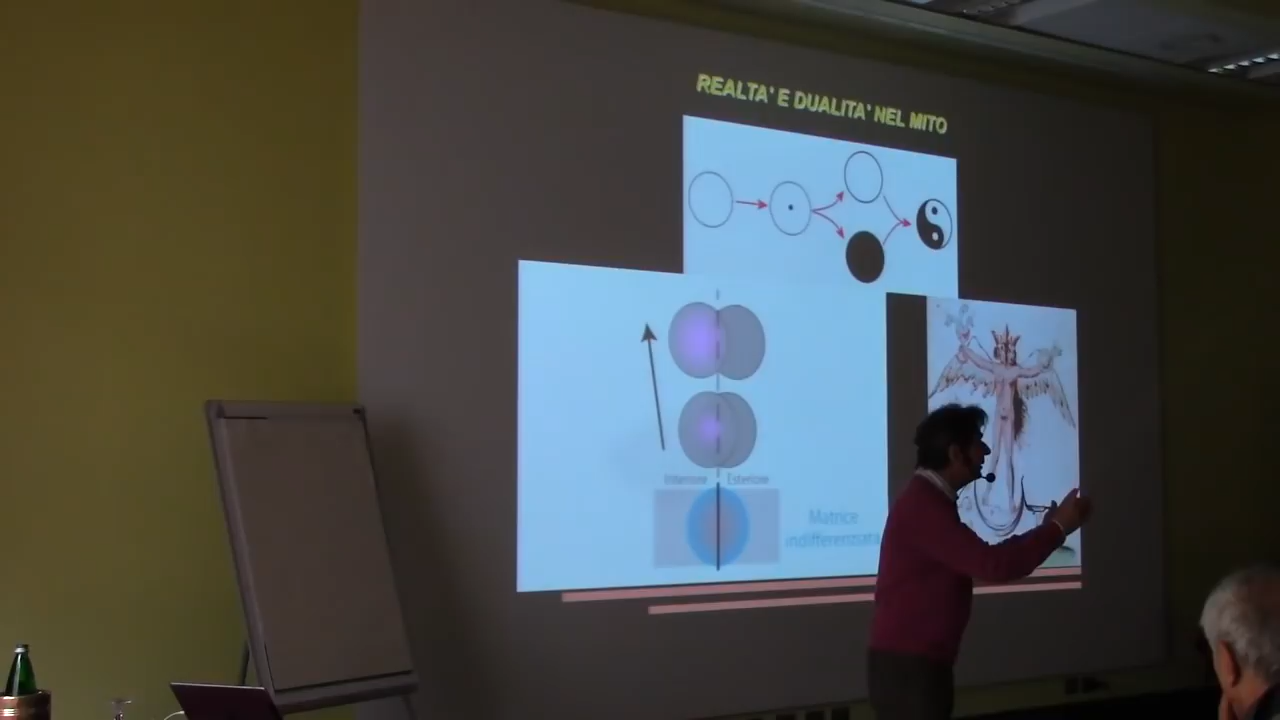 REALTA' E DUALITA' NEL MITO
Interiore Esteriore
Matrice
indifferenziata